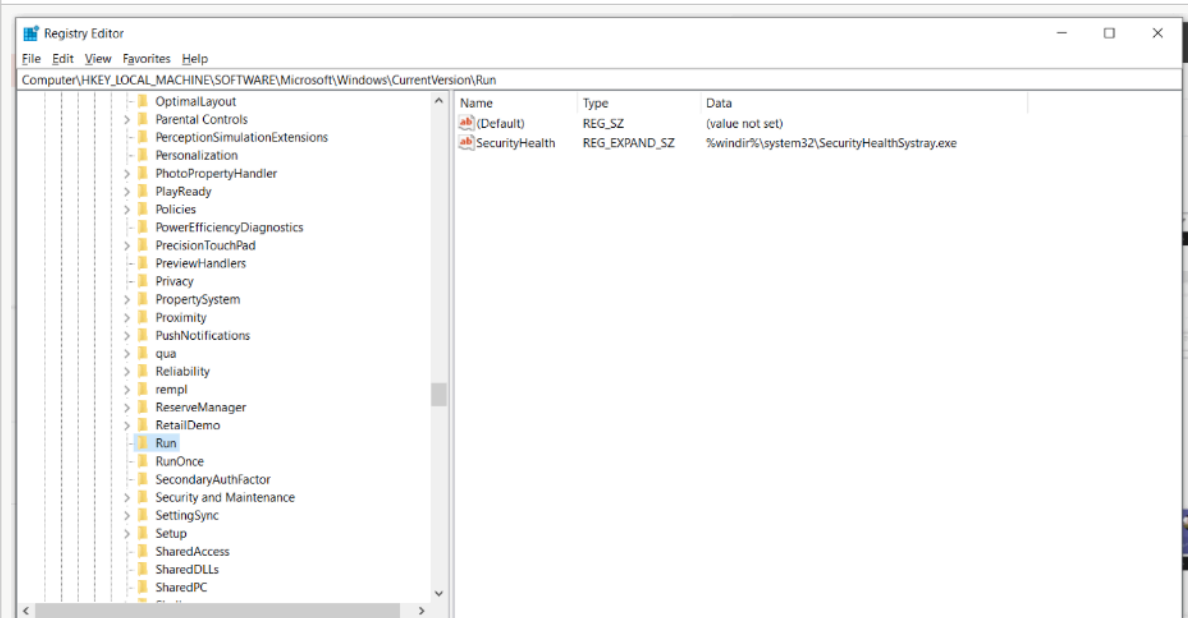 Registry Editor
File Edit View Favorites Help
Computer\HKEY_LOCAL_MACHINE\SOFTWARE\Microsoft\Windows\CurrentVersion\Run
OptimalLayout
Parental Controls
PerceptionSimulationExtensions
Personalization
PhotoPropertyHandler
PlayReady
Policies
PowerEfficiencyDiagnostics
PrecisionTouchPad
PreviewHandlers
Privacy
PropertySystem
Proximity
PushNotifications
qua
Reliability
rempl
ReserveManager
RetailDemo
Run
RunOnce
SecondaryAuthFactor
Security and Maintenance
SettingSync
Setup
SharedAccess
SharedDLLs
SharedPC
Name Type Data
(Default) REG_SZ (value not set)
SecurityHealth REG_EXPAND_SZ %windir%\system32\SecurityHealthSystray.exe